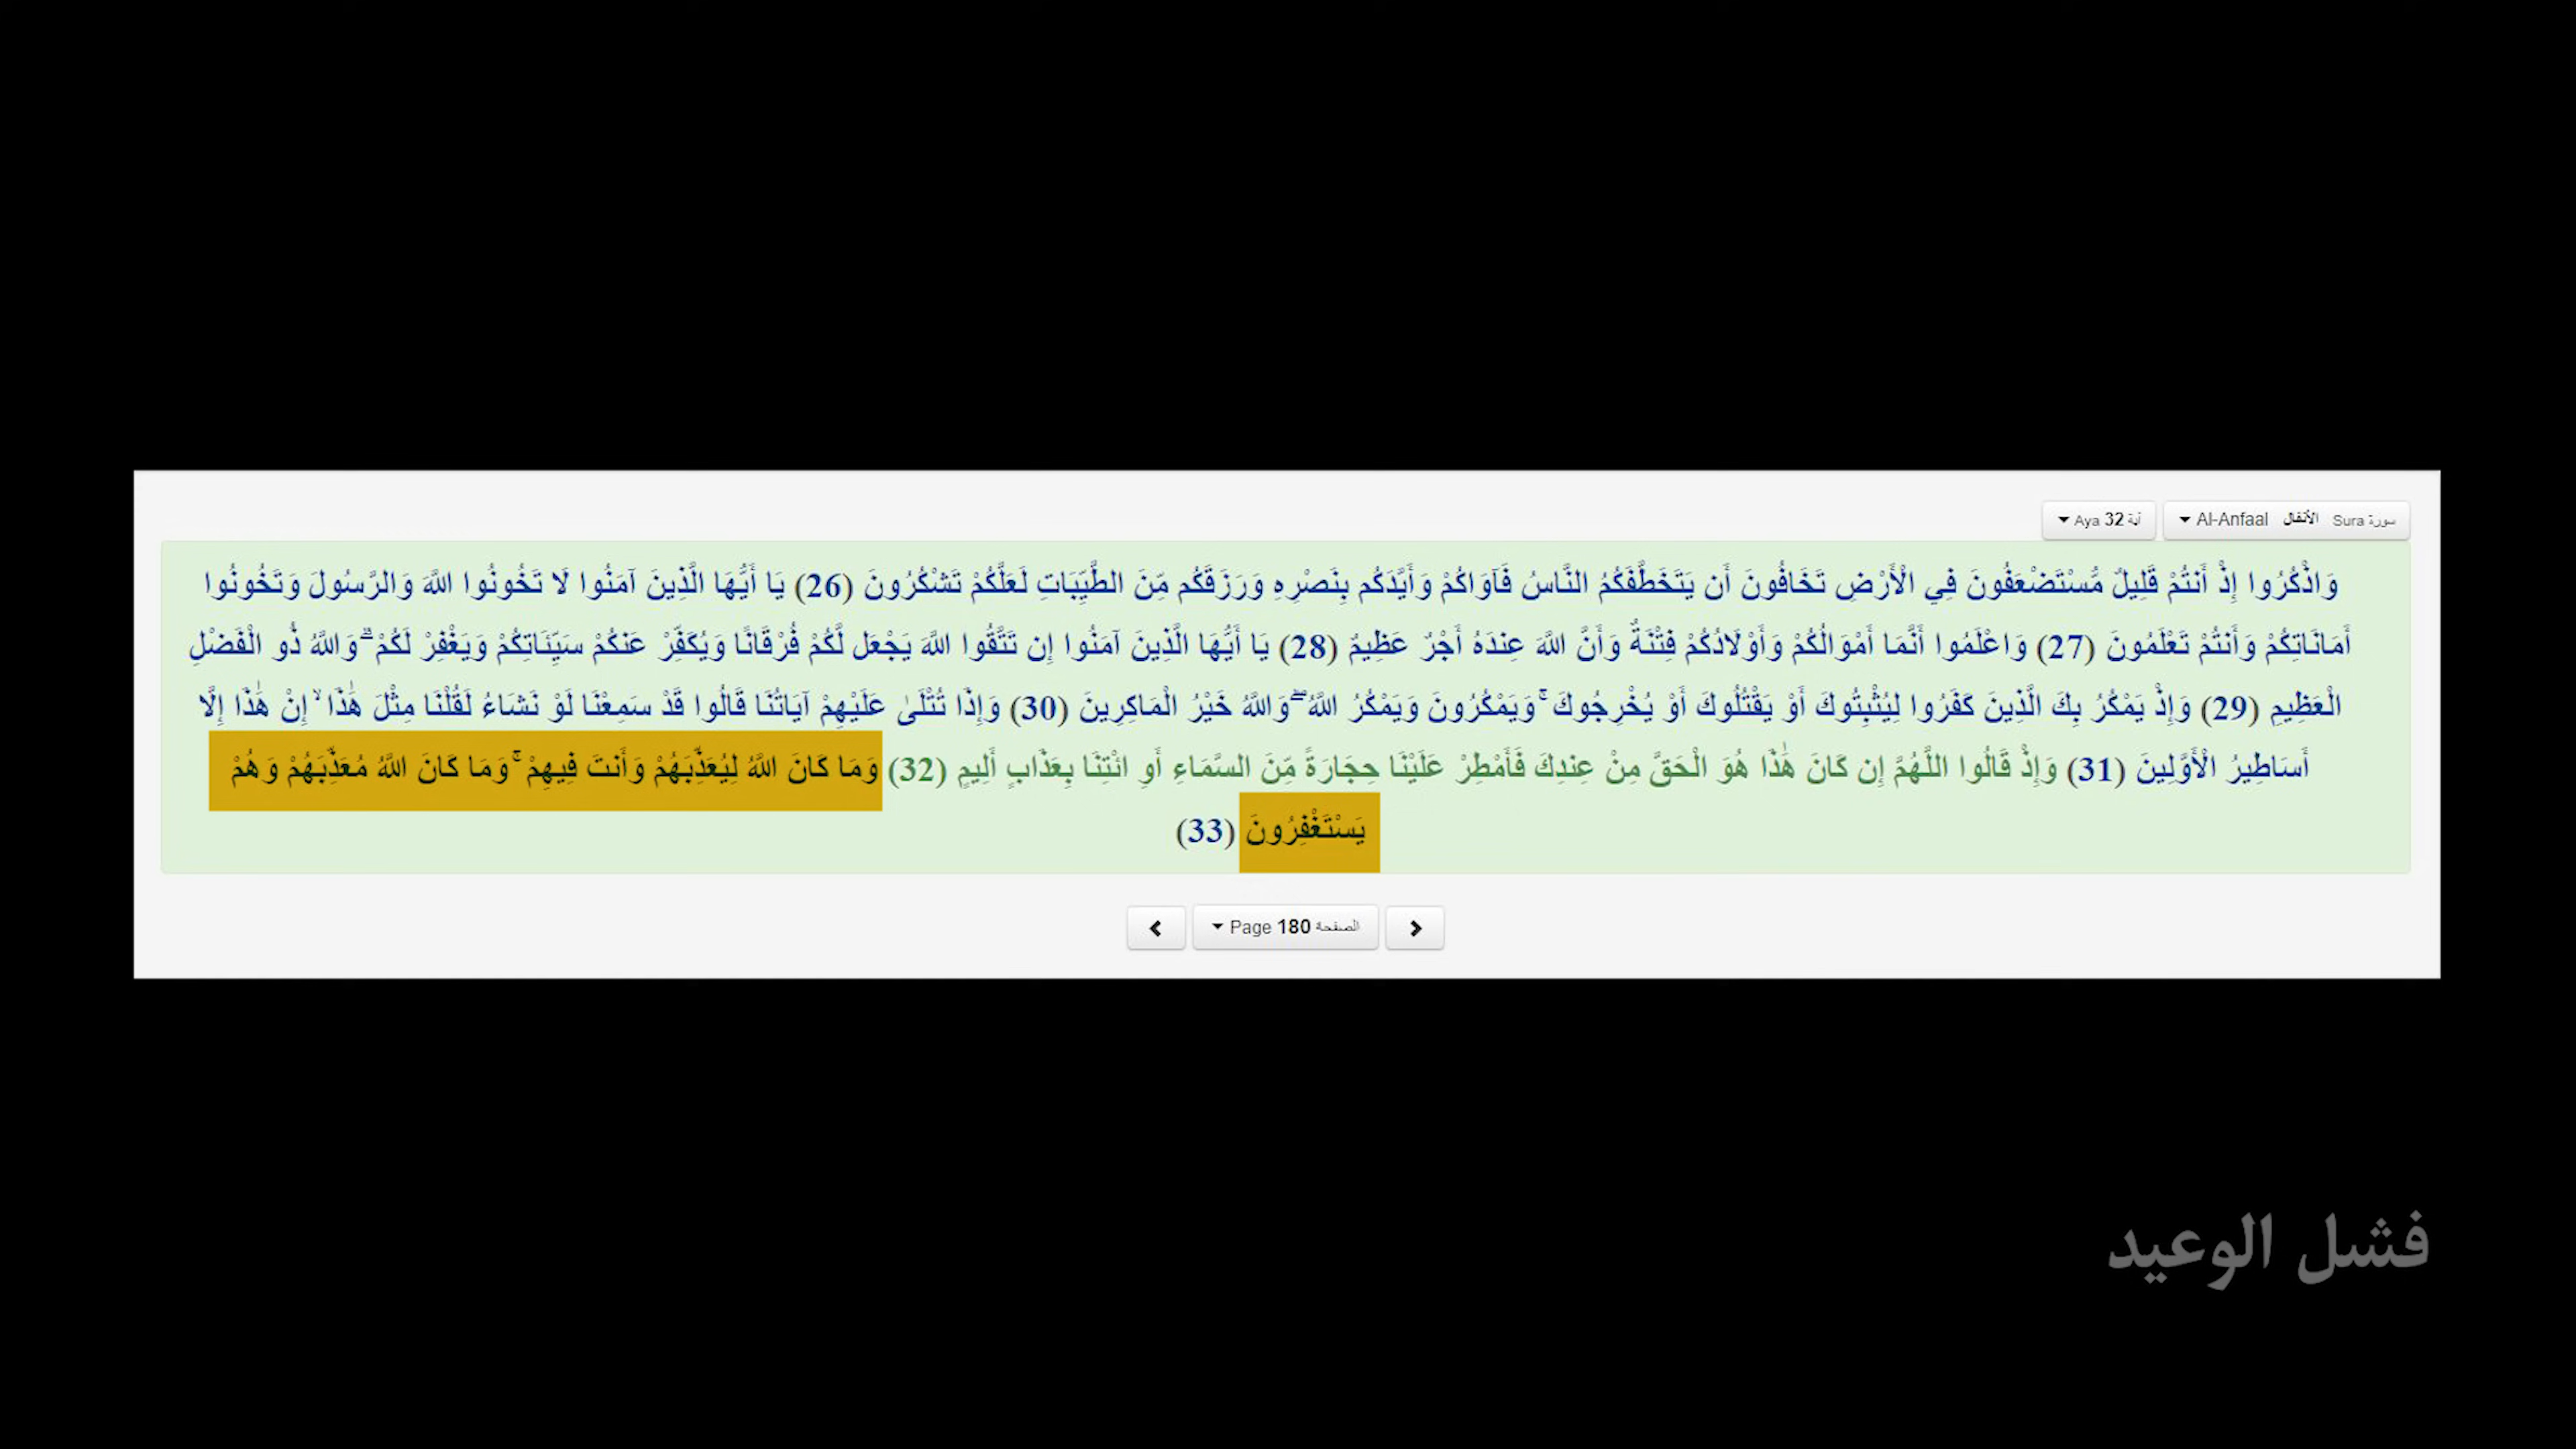 سورة Sura الأنفال Al-Anfaal آية Aya 32
وَاذْكُرُوا إِذْ أَنتُمْ قَلِيلٌ مُّسْتَضْعَفُونَ فِي الْأَرْضِ تَخَافُونَ أَن يَتَخَطَّفَكُمُ النَّاسُ فَآوَاكُمْ وَأَيَّدَكُم بِنَصْرِهِ وَرَزَقَكُم مِّنَ الطَّيِّبَاتِ لَعَلَّكُمْ تَشْكُرُونَ (26) يَا أَيُّهَا الَّذِينَ آمَنُوا لَا تَخُونُوا اللَّهَ وَالرَّسُولَ وَتَخُونُوا
أَمَانَاتِكُمْ وَأَنتُمْ تَعْلَمُونَ (27) وَاعْلَمُوا أَنَّمَا أَمْوَالُكُمْ وَأَوْلَادُكُمْ فِتْنَةٌ وَأَنَّ اللَّهَ عِندَهُ أَجْرٌ عَظِيمٌ (28) يَا أَيُّهَا الَّذِينَ آمَنُوا إِن تَتَّقُوا اللَّهَ يَجْعَل لَّكُمْ فُرْقَانًا وَيُكَفِّرْ عَنكُمْ سَيِّئَاتِكُمْ وَيَغْفِرْ لَكُمْ ۗ وَاللَّهُ ذُو الْفَضْلِ
الْعَظِيمِ (29) وَإِذْ يَمْكُرُ بِكَ الَّذِينَ كَفَرُوا لِيُثْبِتُوكَ أَوْ يَقْتُلُوكَ أَوْ يُخْرِجُوكَ ۚ وَيَمْكُرُونَ وَيَمْكُرُ اللَّهُ ۖ وَاللَّهُ خَيْرُ الْمَاكِرِينَ (30) وَإِذَا تُتْلَىٰ عَلَيْهِمْ آيَاتُنَا قَالُوا قَدْ سَمِعْنَا لَوْ نَشَاءُ لَقُلْنَا مِثْلَ هَٰذَا ۙ إِنْ هَٰذَا إِلَّا
أَسَاطِيرُ الْأَوَّلِينَ (31) وَإِذْ قَالُوا اللَّهُمَّ إِن كَانَ هَٰذَا هُوَ الْحَقَّ مِنْ عِندِكَ فَأَمْطِرْ عَلَيْنَا حِجَارَةً مِّنَ السَّمَاءِ أَوِ ائْتِنَا بِعَذَابٍ أَلِيمٍ (32) وَمَا كَانَ اللَّهُ لِيُعَذِّبَهُمْ وَأَنتَ فِيهِمْ ۚ وَمَا كَانَ اللَّهُ مُعَذِّبَهُمْ وَهُمْ
يَسْتَغْفِرُونَ (33)
الصفحة Page 180
فشل الوعيد